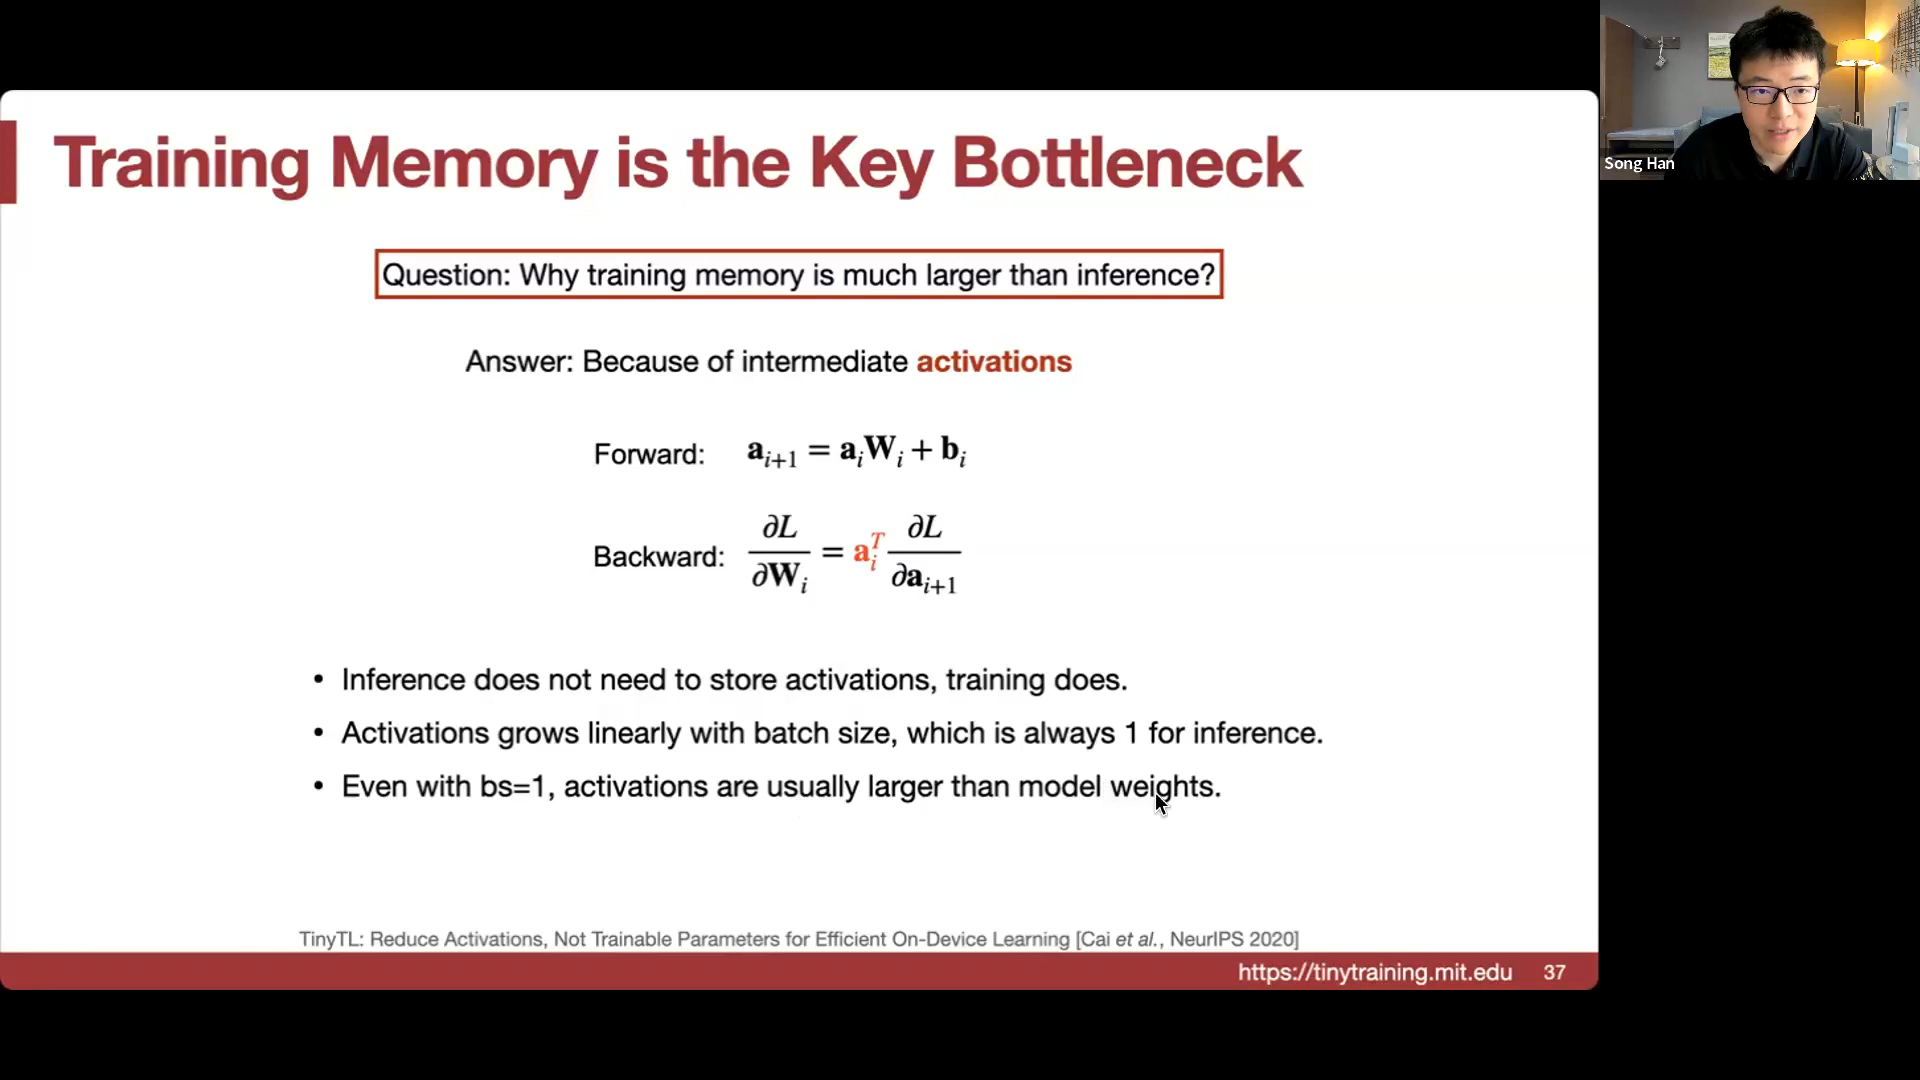 Song Han
Training Memory is the Key Bottleneck
Question: Why training memory is much larger than inference?
Answer: Because of intermediate activations
Forward: a_{i+1} = a_i W_i + b_i
Backward: ∂L/∂W_i = a_i^T ∂L/∂a_{i+1}
• Inference does not need to store activations, training does.
• Activations grows linearly with batch size, which is always 1 for inference.
• Even with bs=1, activations are usually larger than model weights.
TinyTL: Reduce Activations, Not Trainable Parameters for Efficient On-Device Learning [Cai et al., NeurIPS 2020]
https://tinytraining.mit.edu 37